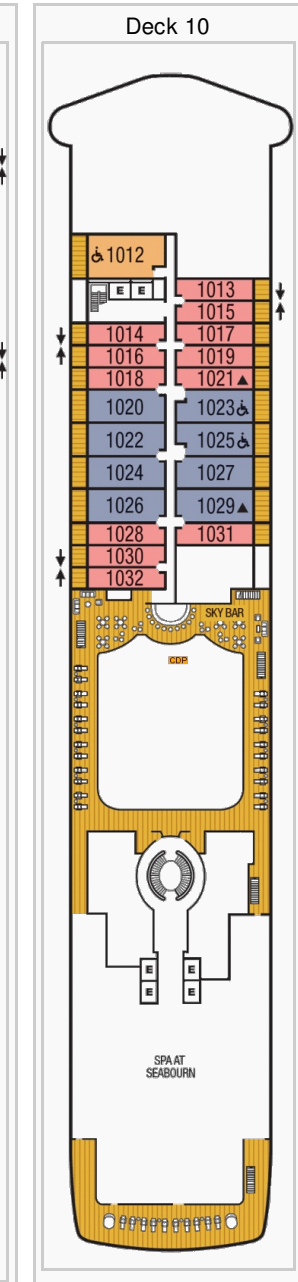 Deck 10
1012
E E
1013
1015
1014 1017
1016 1019
1018 1021
1020 1023
1022 1025
1024 1027
1026 1029
1028 1031
1030
1032
SKY BAR
CDP
E E
E E
SPA AT
SEABOURN